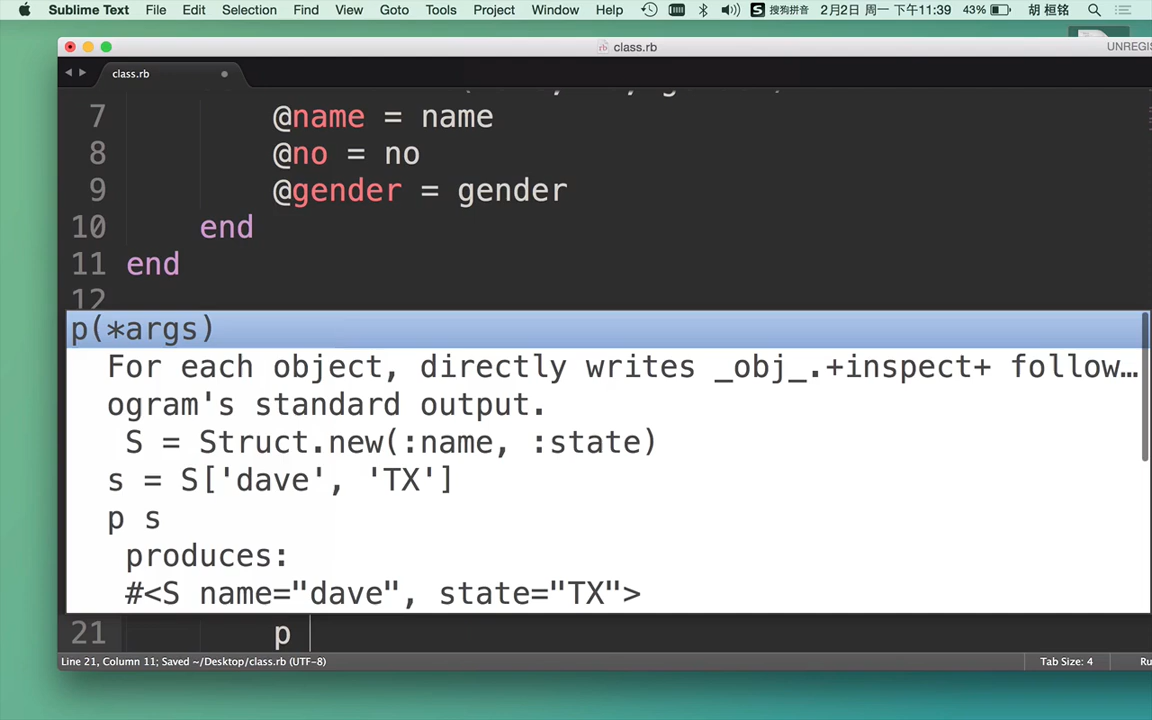 Sublime Text File Edit Selection Find View Goto Tools Project Window Help 搜狗拼音 2月2日 周一 下午11:39 43% 胡 桓铭
class.rb UNREGIS
class.rb
7 @name = name
8 @no = no
9 @gender = gender
10 end
11 end
12
p(*args)
For each object, directly writes _obj_.+inspect+ follow…
ogram's standard output.
S = Struct.new(:name, :state)
s = S['dave', 'TX']
p s
produces:
#<S name="dave", state="TX">
21 p
Line 21, Column 11; Saved ~/Desktop/class.rb (UTF-8) Tab Size: 4 Ru